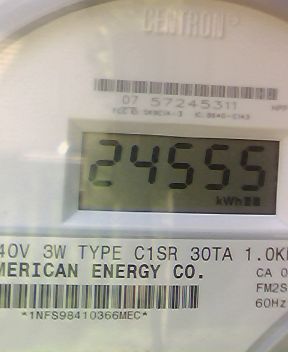 CENTRON®
07 57245311
24555
kWh
40V 3W TYPE C1SR 30TA 1.0K
MERICAN ENERGY CO.
CA 0
FM2S
60Hz
*1NFS98410366MEC*